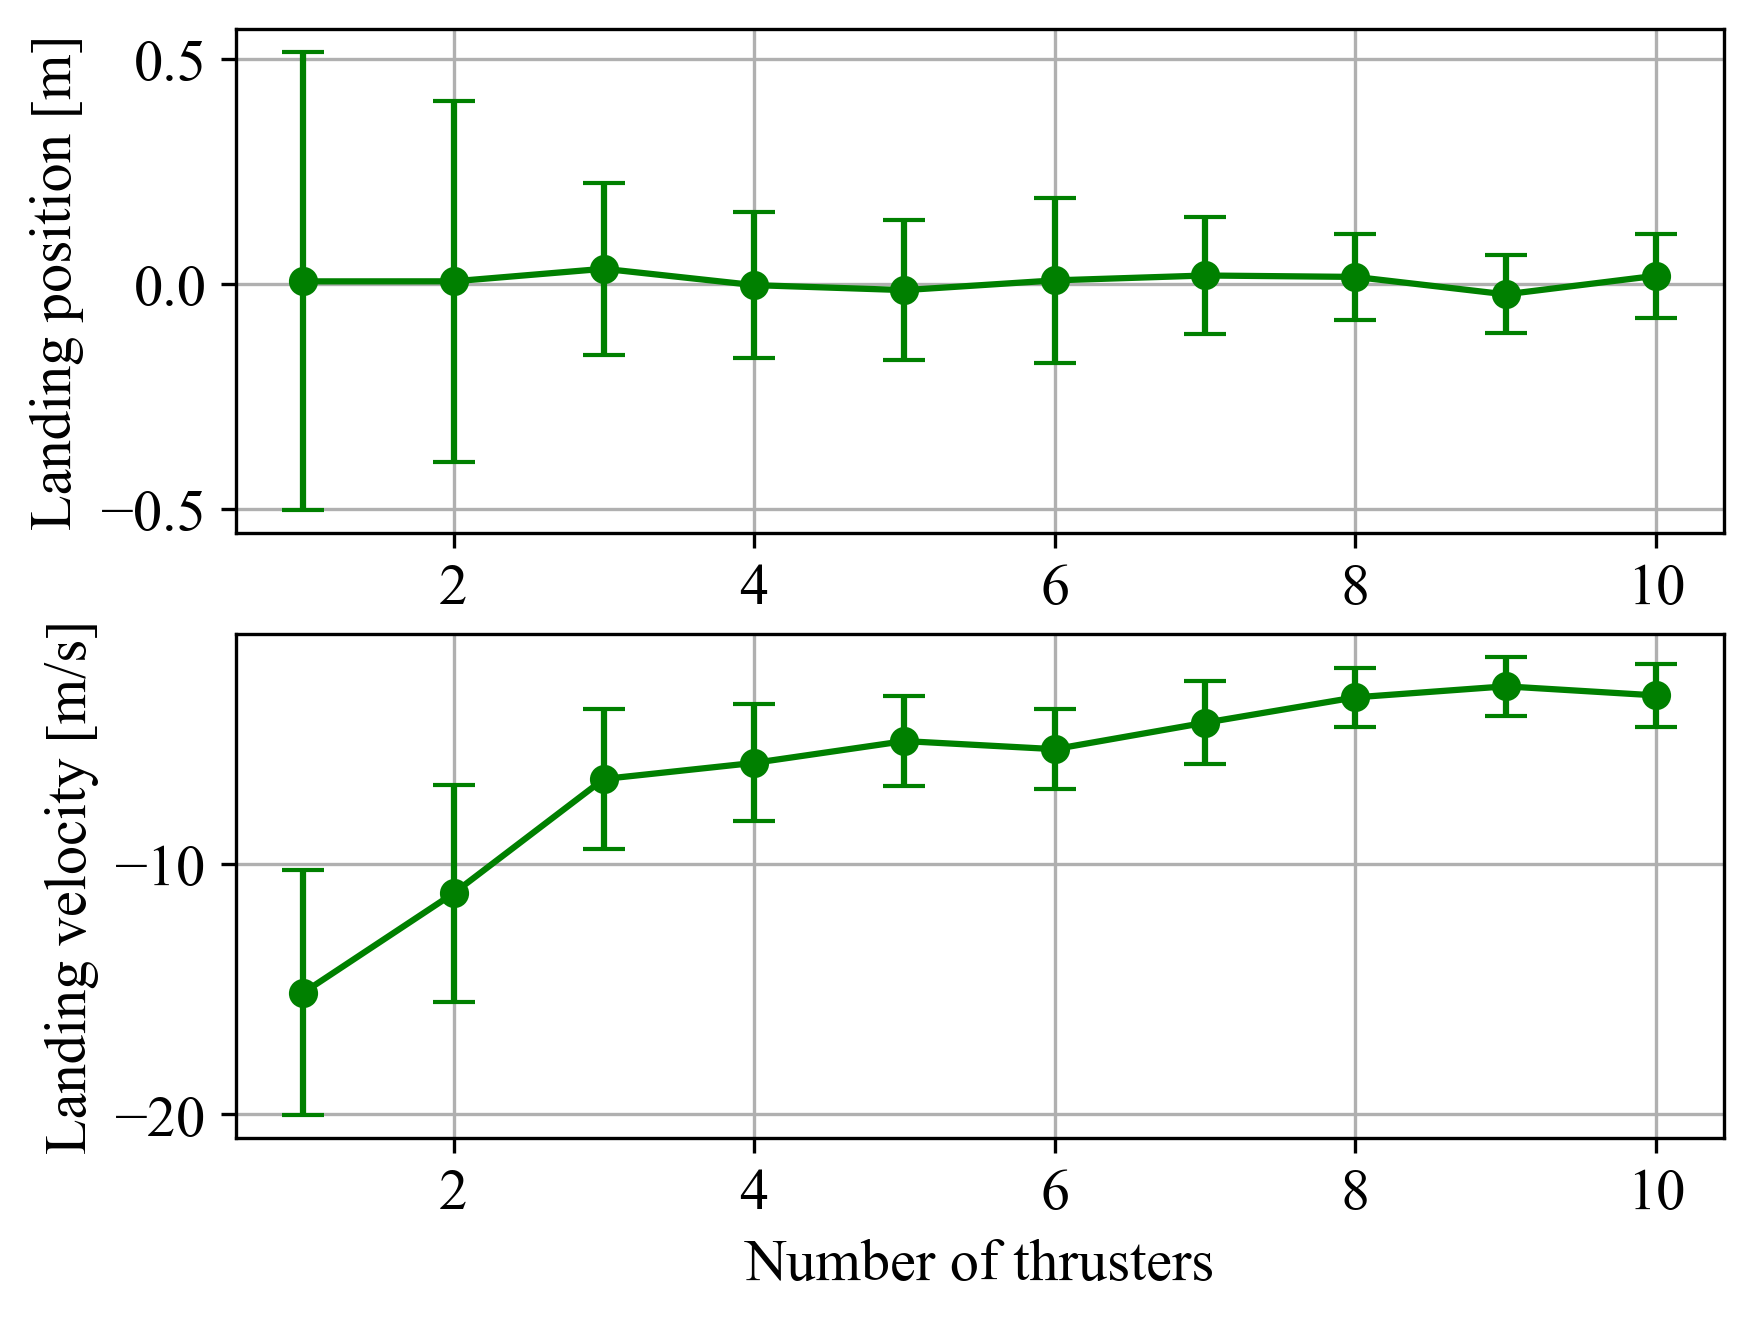 Landing position [m]
0.5
0.0
−0.5
2 4 6 8 10
Landing velocity [m/s]
−10
−20
2 4 6 8 10
Number of thrusters